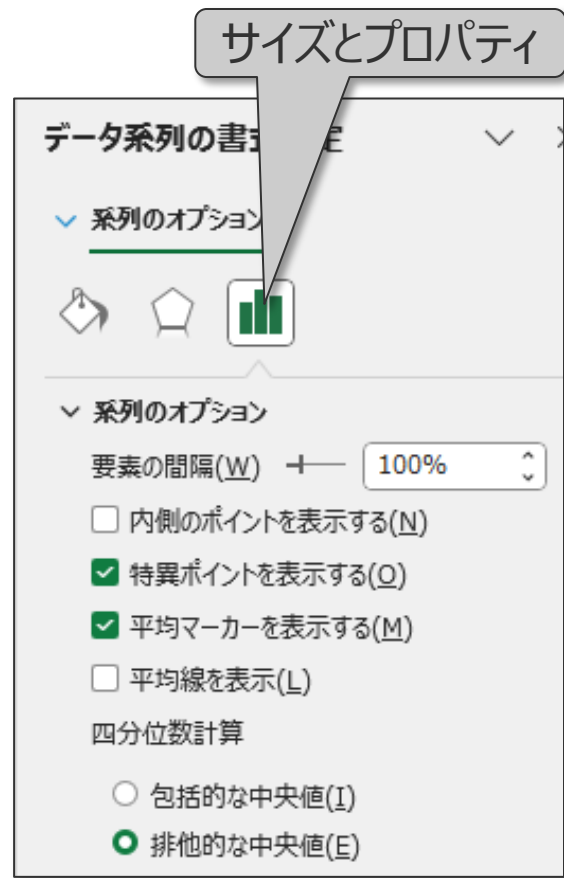 サイズとプロパティ
データ系列の書 定
系列のオプション
系列のオプション
要素の間隔(W) 100%
内側のポイントを表示する(N)
特異ポイントを表示する(O)
平均マーカーを表示する(M)
平均線を表示(L)
四分位数計算
包括的な中央値(I)
排他的な中央値(E)